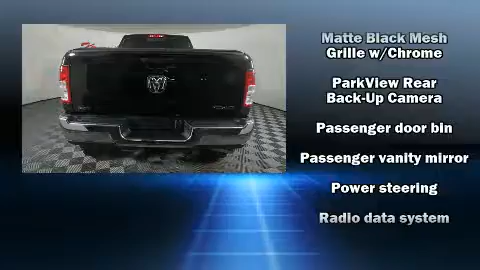 Matte Black Mesh
Grille w/Chrome
ParkView Rear
Back-Up Camera
Passenger door bin
Passenger vanity mirror
Power steering
Radio data system